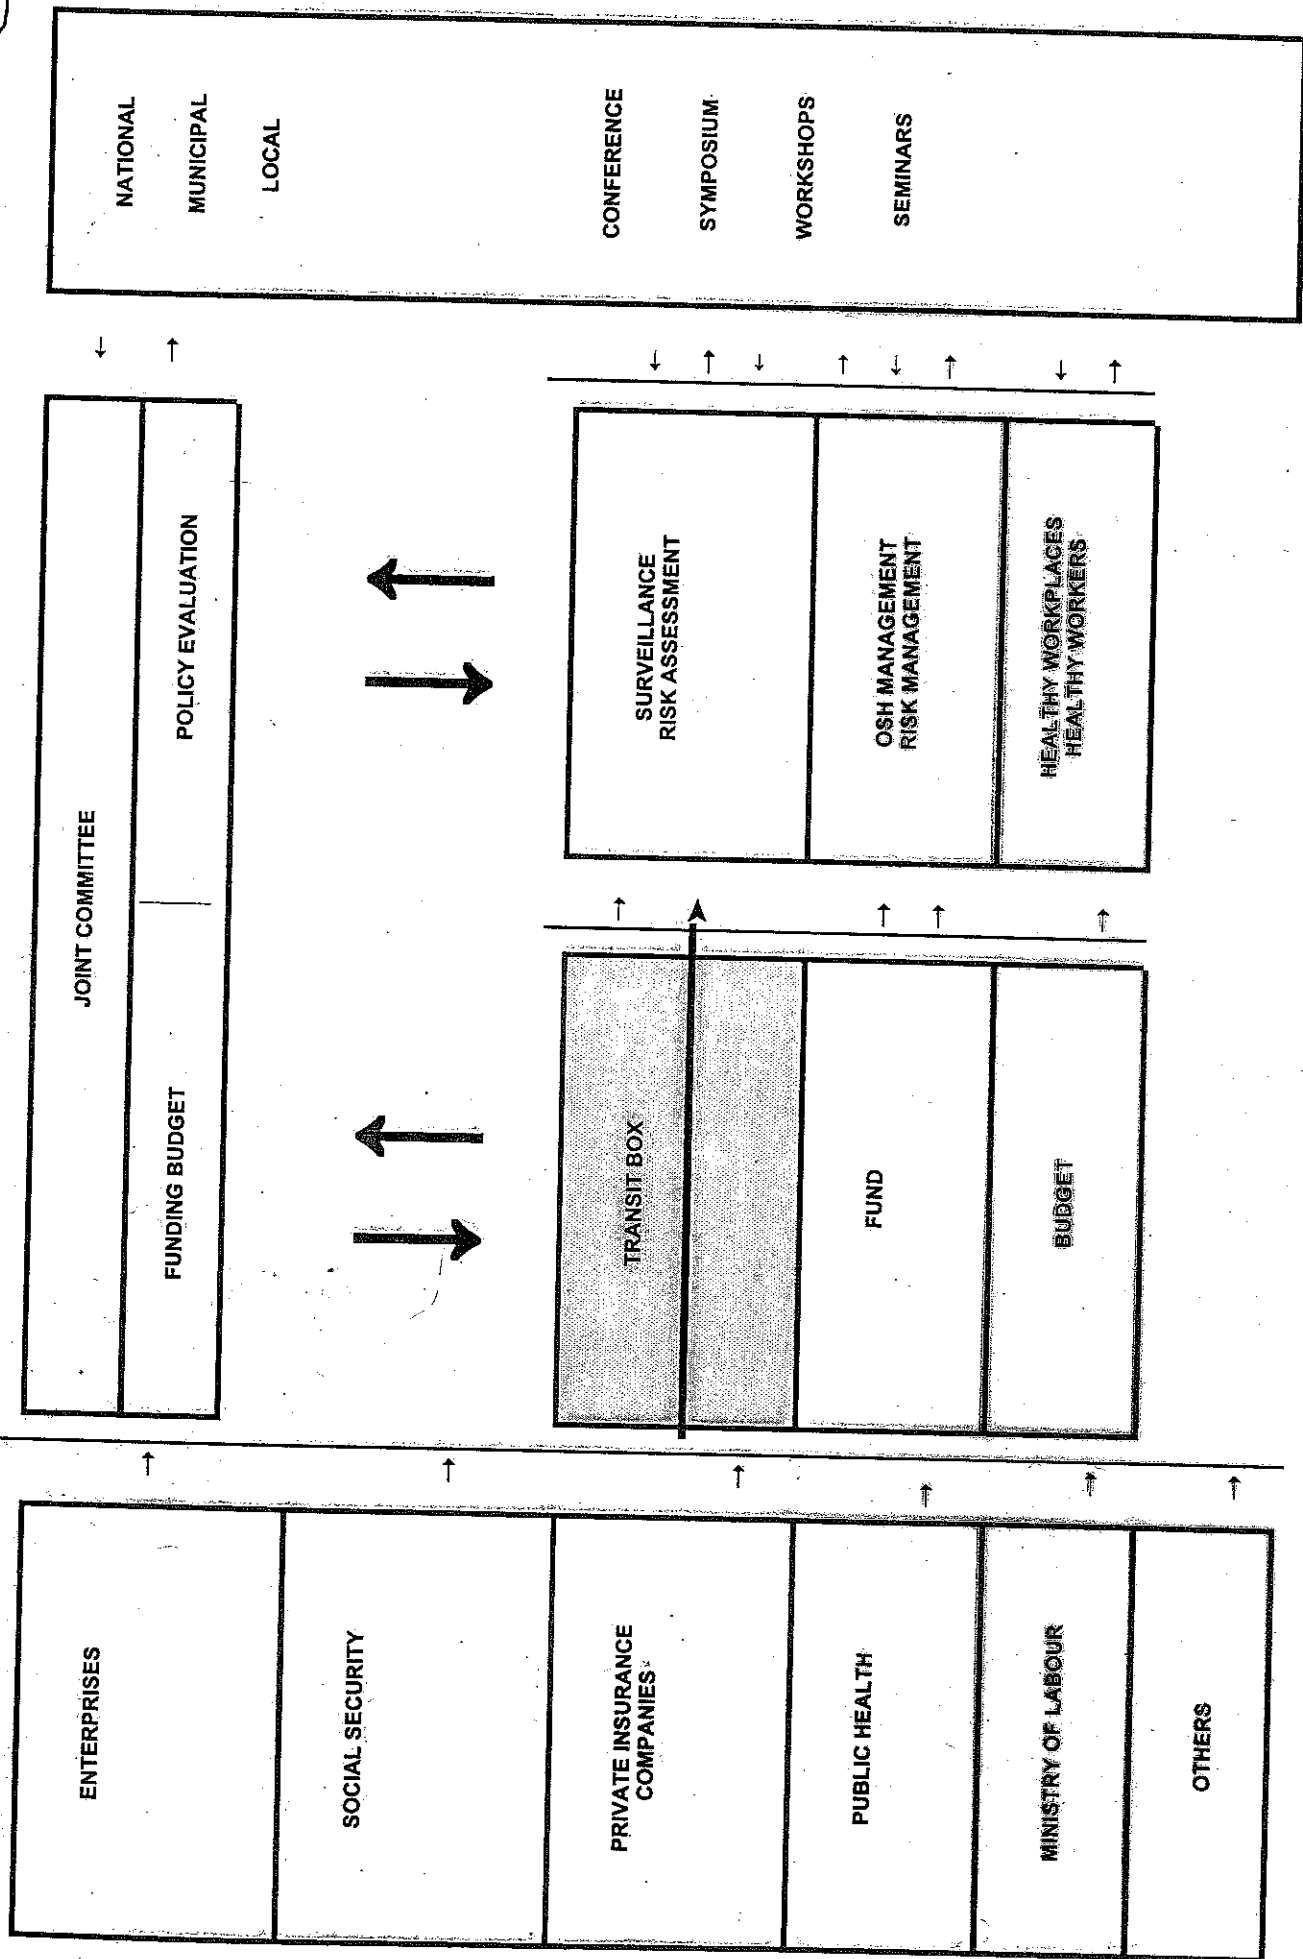 ENTERPRISES
SOCIAL SECURITY
PRIVATE INSURANCE
COMPANIES
PUBLIC HEALTH
MINISTRY OF LABOUR
OTHERS
JOINT COMMITTEE
FUNDING BUDGET
POLICY EVALUATION
TRANSIT BOX
FUND
BUDGET
SURVEILLANCE
RISK ASSESSMENT
OSH MANAGEMENT
RISK MANAGEMENT
HEALTHY WORKPLACES
HEALTHY WORKERS
NATIONAL
MUNICIPAL
LOCAL
CONFERENCE
SYMPOSIUM
WORKSHOPS
SEMINARS